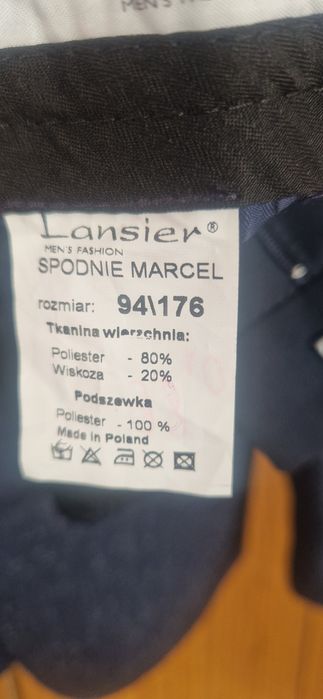 MEN'S
Lansier®
MEN'S FASHION
SPODNIE MARCEL
rozmiar: 94\176
Tkanina wierzchnia:
Poliester - 80%
Wiskoza - 20%
Podszewka
Poliester - 100 %
Made in Poland